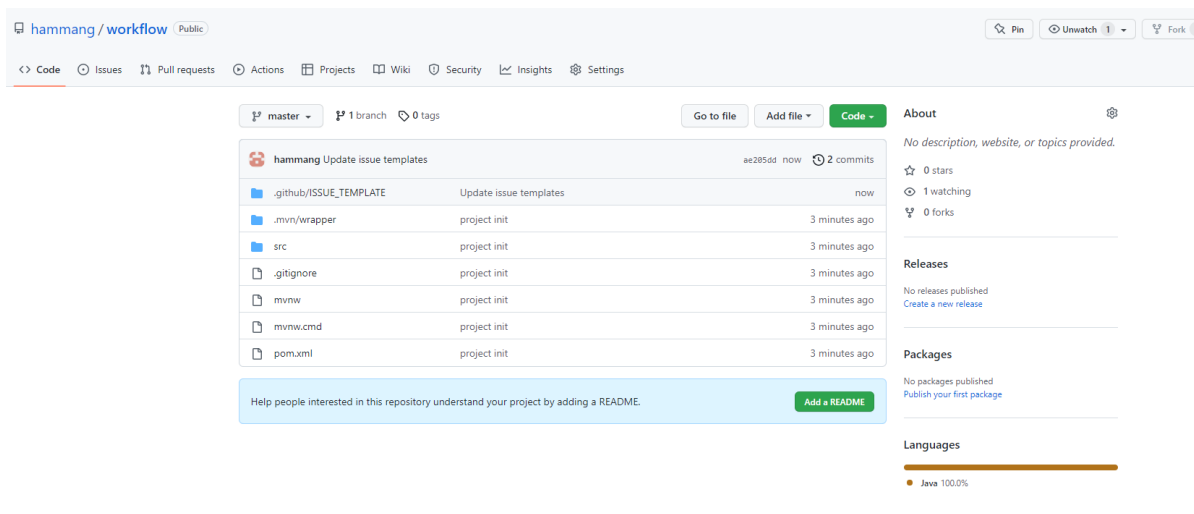 hammang / workflow Public
Pin Unwatch 1 Fork
Code Issues Pull requests Actions Projects Wiki Security Insights Settings
master 1 branch 0 tags Go to file Add file Code
hammang Update issue templates ae285dd now 2 commits
.github/ISSUE_TEMPLATE Update issue templates now
.mvn/wrapper project init 3 minutes ago
src project init 3 minutes ago
.gitignore project init 3 minutes ago
mvnw project init 3 minutes ago
mvnw.cmd project init 3 minutes ago
pom.xml project init 3 minutes ago
Help people interested in this repository understand your project by adding a README. Add a README
About
No description, website, or topics provided.
0 stars
1 watching
0 forks
Releases
No releases published
Create a new release
Packages
No packages published
Publish your first package
Languages
Java 100.0%